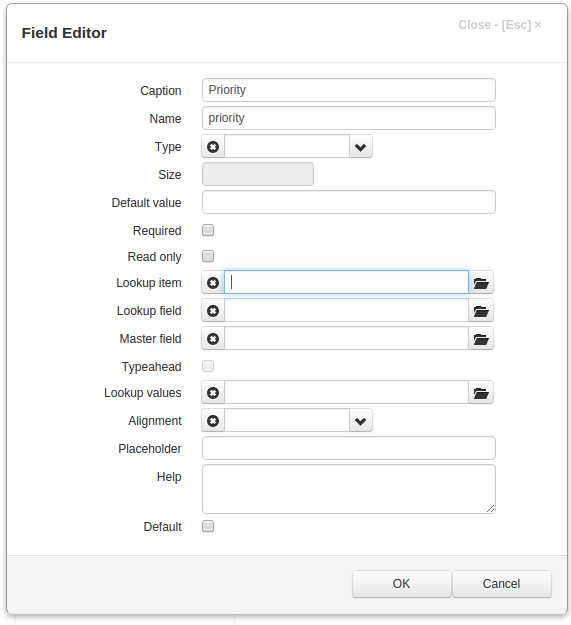 Field Editor
Close - [Esc] ×
Caption Priority
Name priority
Type
Size
Default value
Required
Read only
Lookup item
Lookup field
Master field
Typeahead
Lookup values
Alignment
Placeholder
Help
Default
OK Cancel